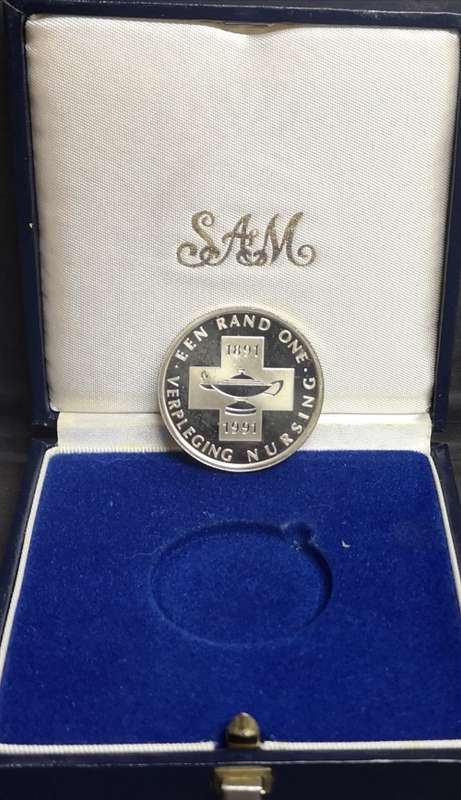 SAM
· EEN RAND ONE ·
1891
1991
VERPLEGING NURSING